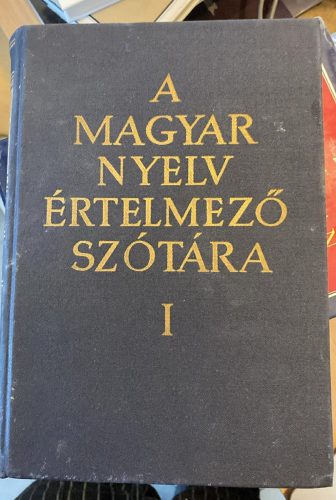 A
MAGYAR
NYELV
ÉRTELMEZŐ
SZÓTÁRA
I